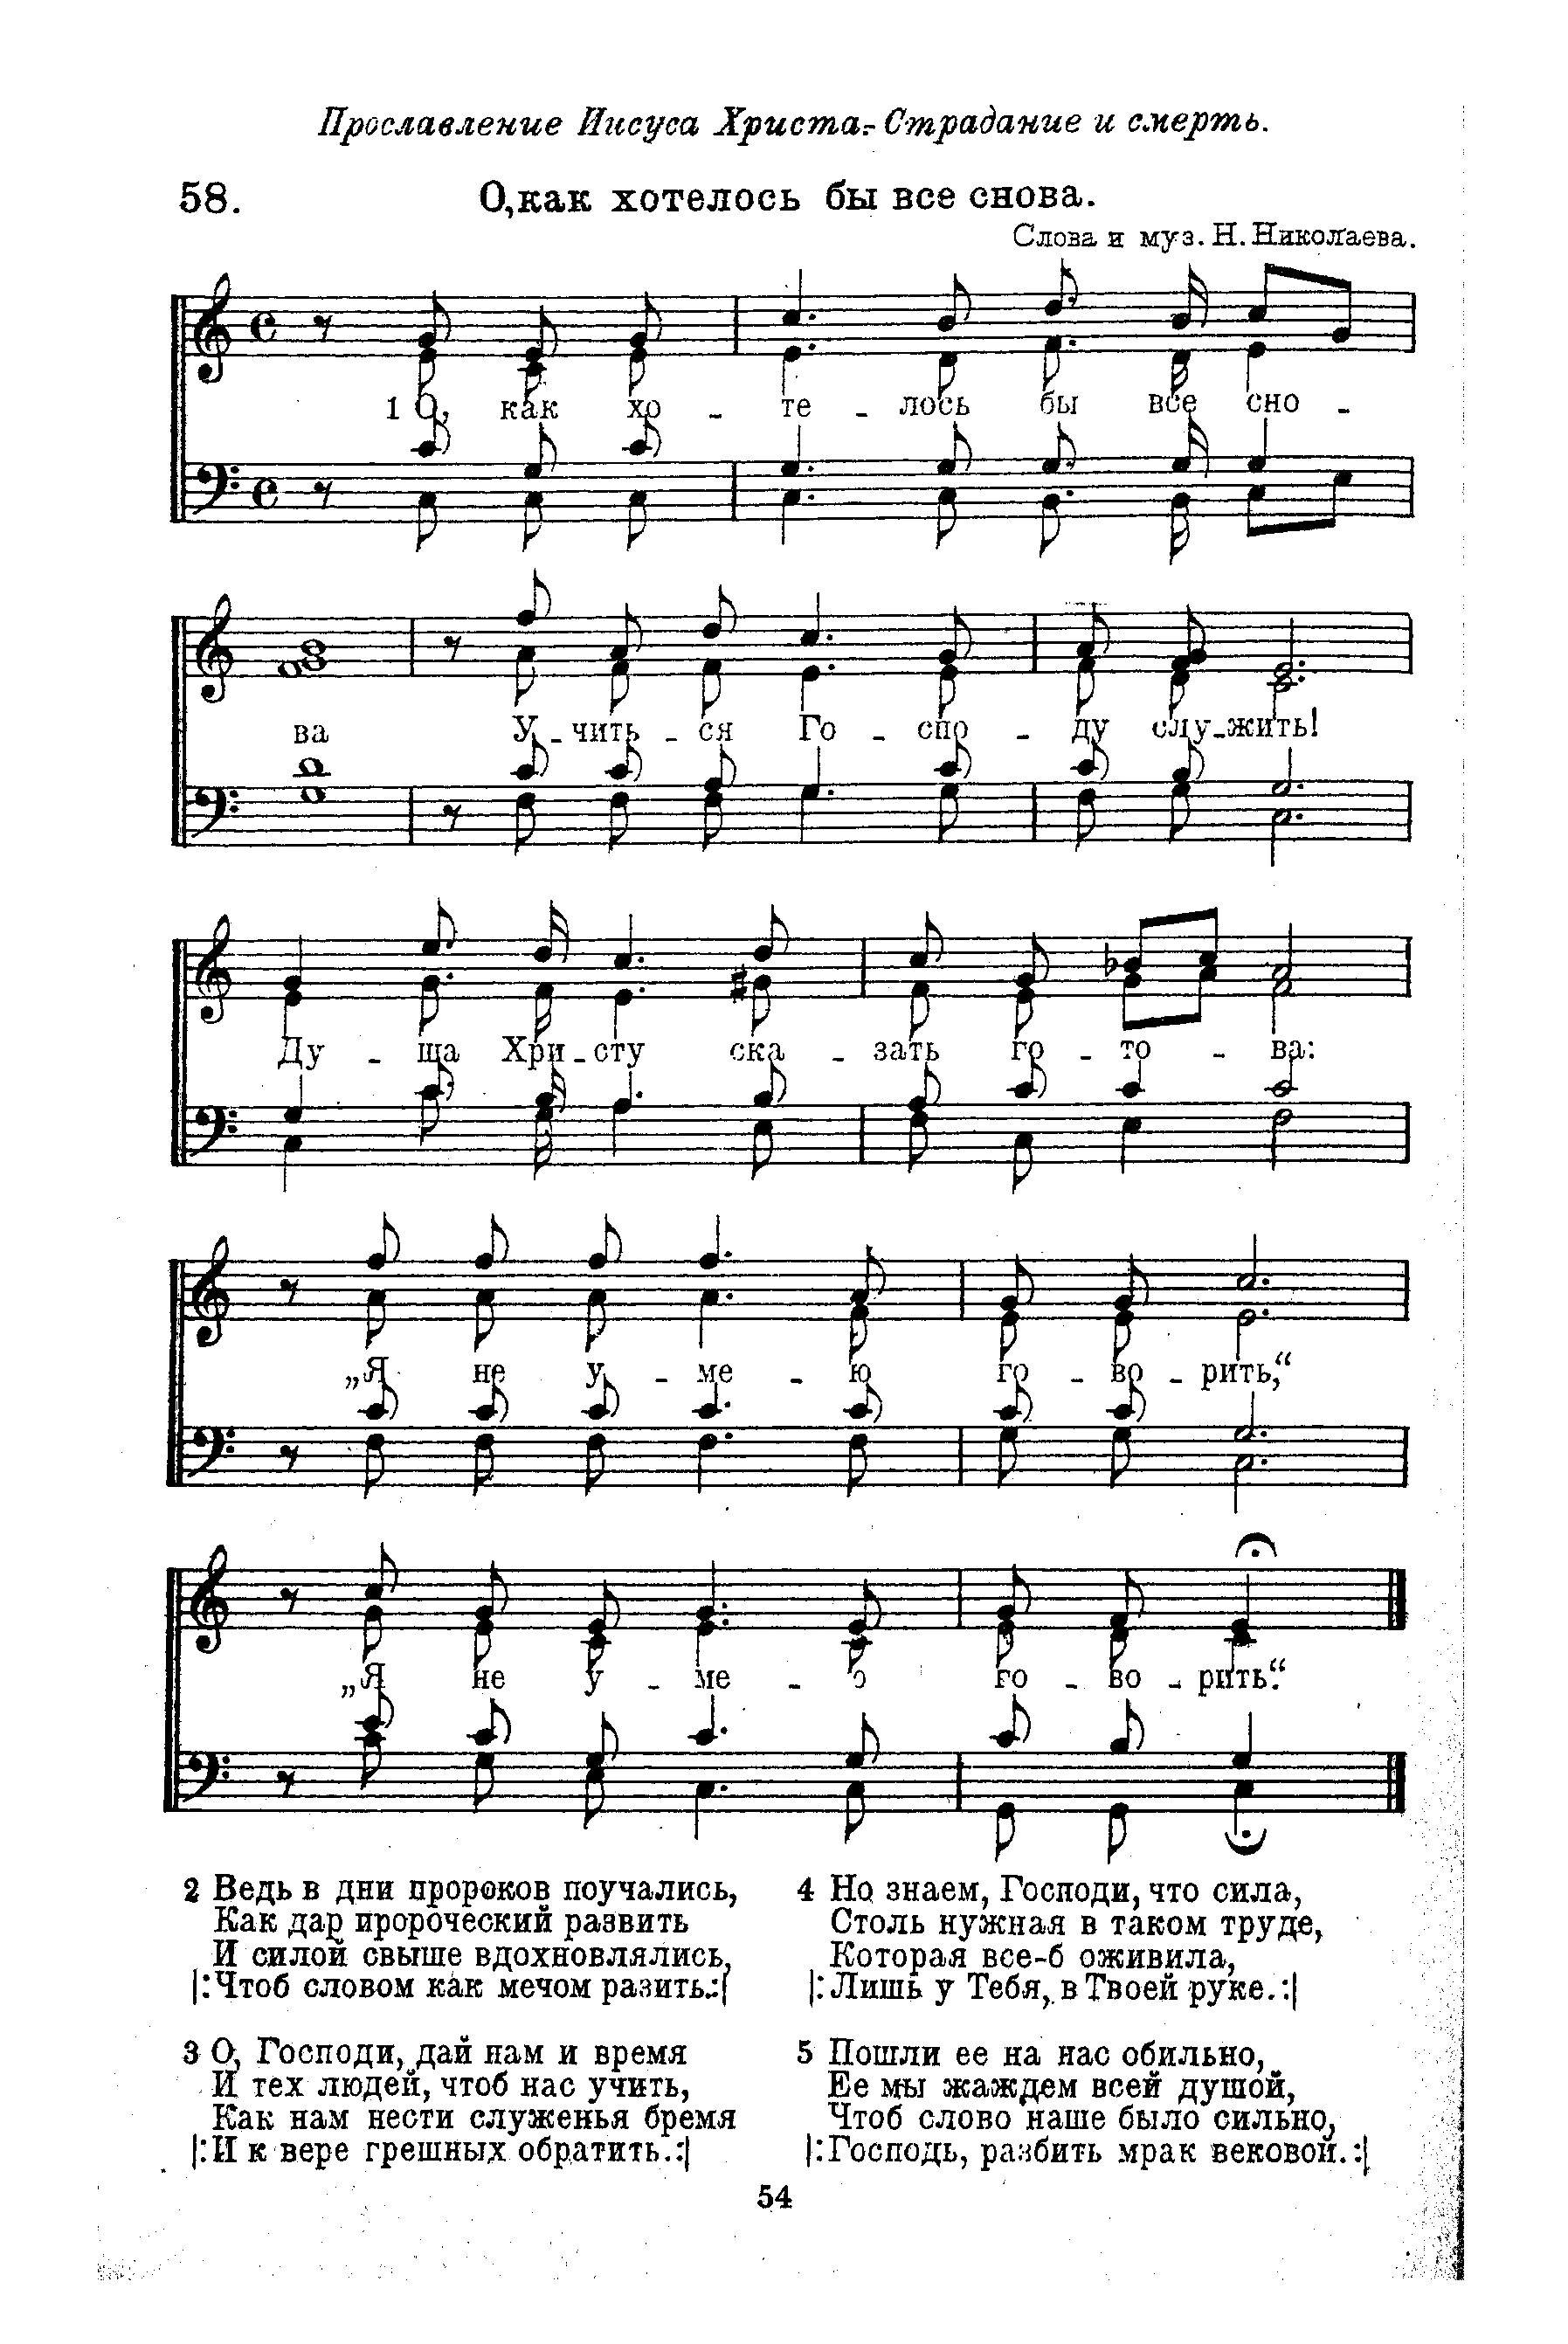 Прославление Иисуса Христа.- Страдание и смерть.
58. О, как хотелось бы все снова.
Слова и муз. Н. Николаева.
1 О, как хо - те - лось бы все сно -
ва У - чить - ся Го - спо - ду слу - жить!
Ду - ша Хри - сту ска - зать го - то - ва:
„Я не у - ме - ю го - во - рить,“
„Я не у - ме - го - во - рить.“
2 Ведь в дни пророков поучались,
Как дар пророческий развить
И силой свыше вдохновлялись,
|:Чтоб словом как мечом разить.:|
3 О, Господи, дай нам и время
И тех людей, чтоб нас учить,
Как нам нести служенья бремя
|:И к вере грешных обратить.:|
4 Но знаем, Господи, что сила,
Столь нужная в таком труде,
Которая все-б оживила,
|:Лишь у Тебя, в Твоей руке.:|
5 Пошли ее на нас обильно,
Ее мы жаждем всей душой,
Чтоб слово наше было сильно,
|:Господь, разбить мрак вековой.:|
54